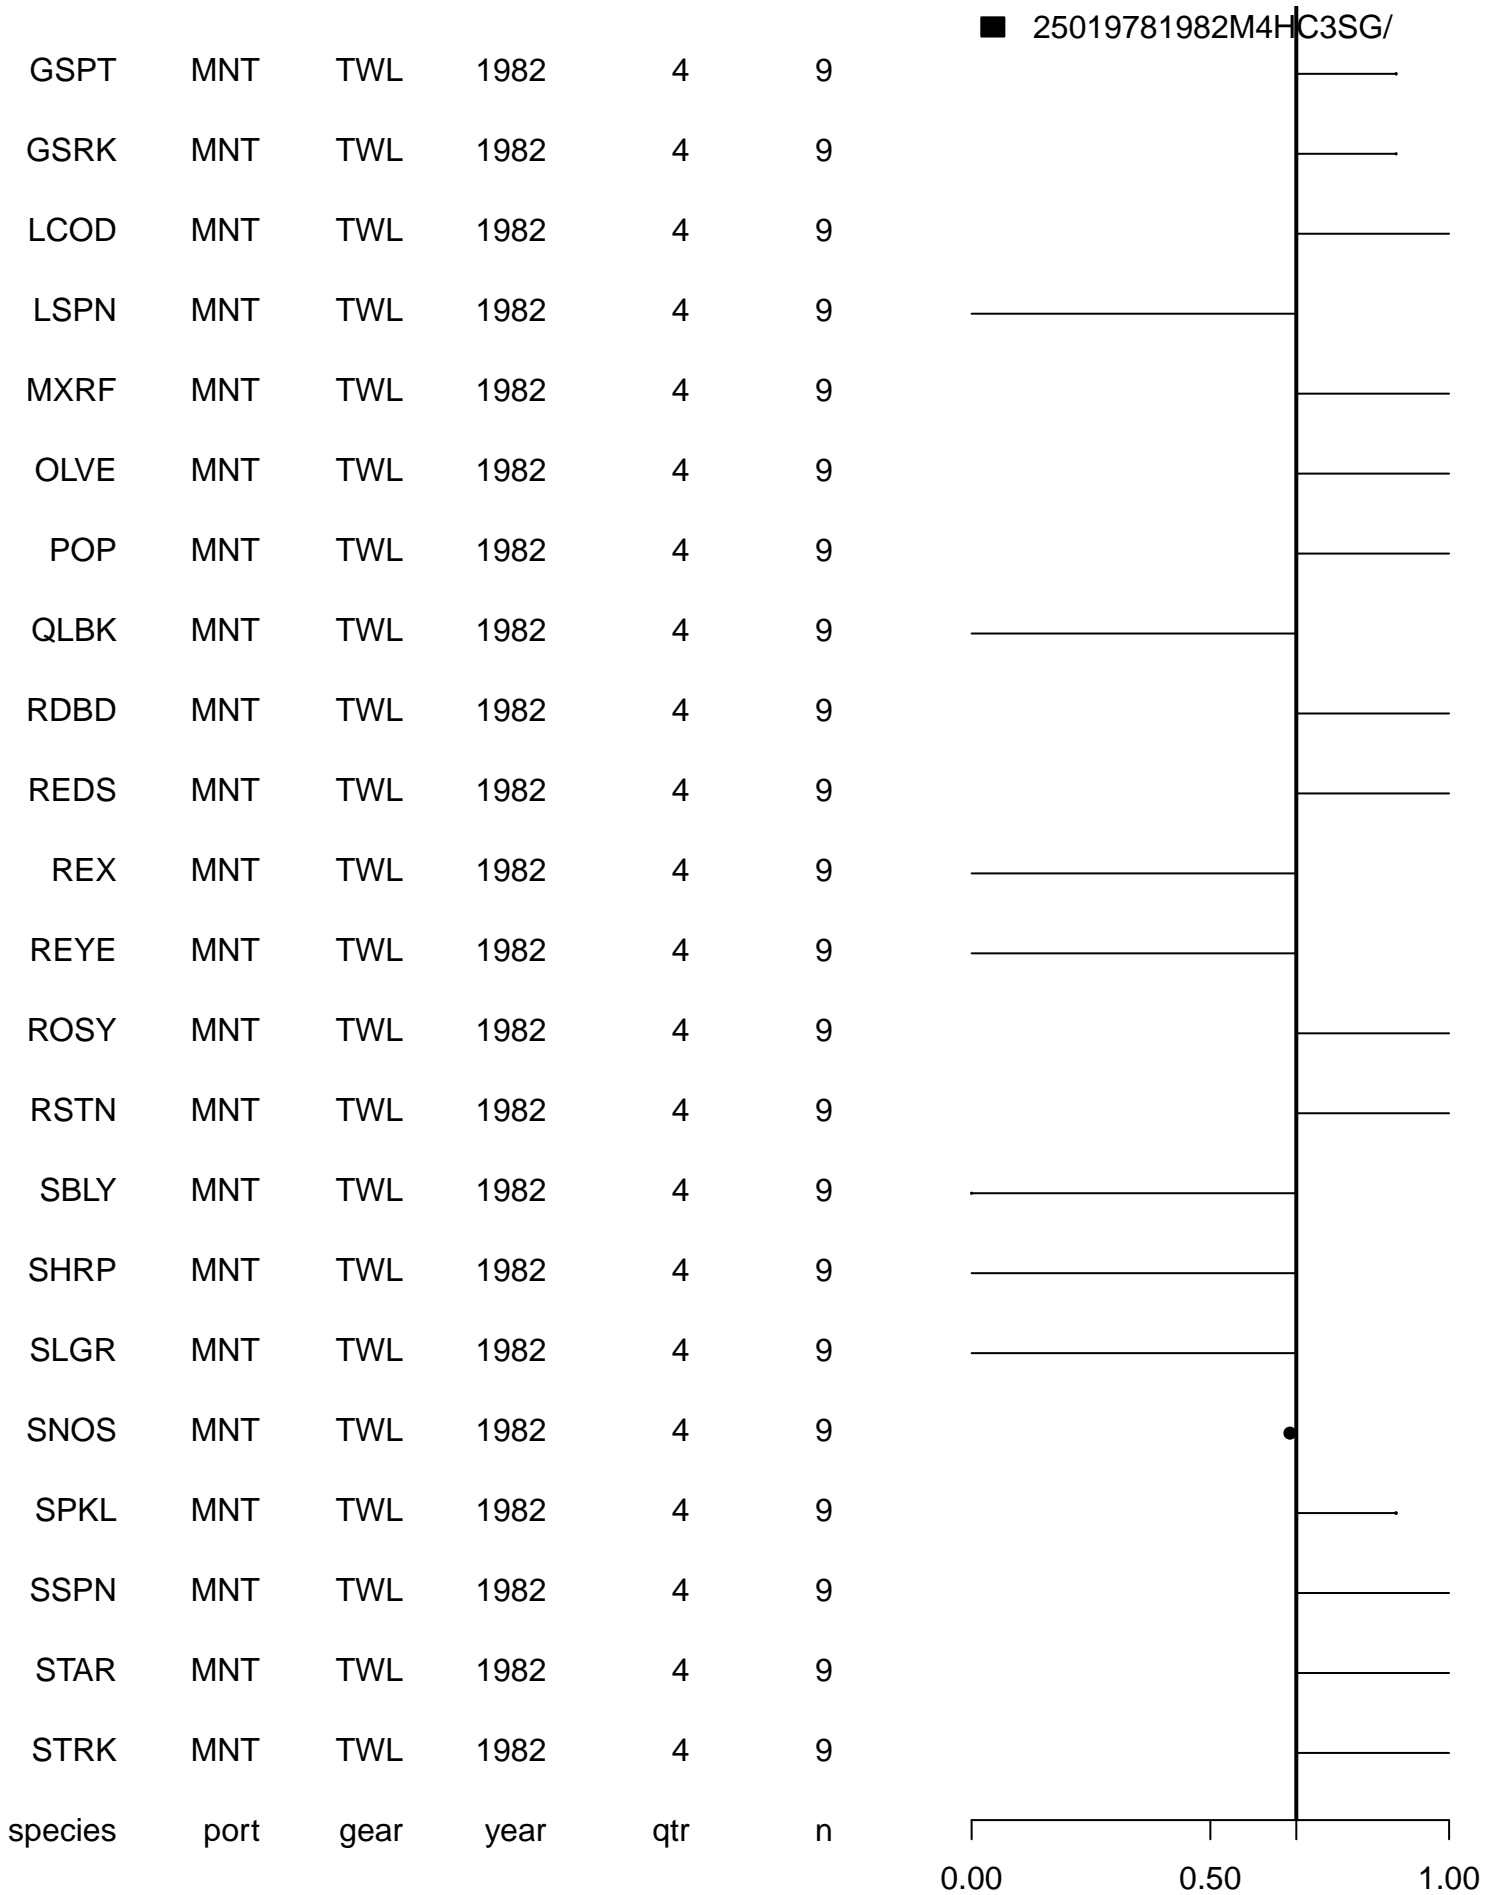 25019781982M4HC3SG/
GSPT MNT TWL 1982 4 9
GSRK MNT TWL 1982 4 9
LCOD MNT TWL 1982 4 9
LSPN MNT TWL 1982 4 9
MXRF MNT TWL 1982 4 9
OLVE MNT TWL 1982 4 9
POP MNT TWL 1982 4 9
QLBK MNT TWL 1982 4 9
RDBD MNT TWL 1982 4 9
REDS MNT TWL 1982 4 9
REX MNT TWL 1982 4 9
REYE MNT TWL 1982 4 9
ROSY MNT TWL 1982 4 9
RSTN MNT TWL 1982 4 9
SBLY MNT TWL 1982 4 9
SHRP MNT TWL 1982 4 9
SLGR MNT TWL 1982 4 9
SNOS MNT TWL 1982 4 9
SPKL MNT TWL 1982 4 9
SSPN MNT TWL 1982 4 9
STAR MNT TWL 1982 4 9
STRK MNT TWL 1982 4 9
species port gear year qtr n
0.00 0.50 1.00